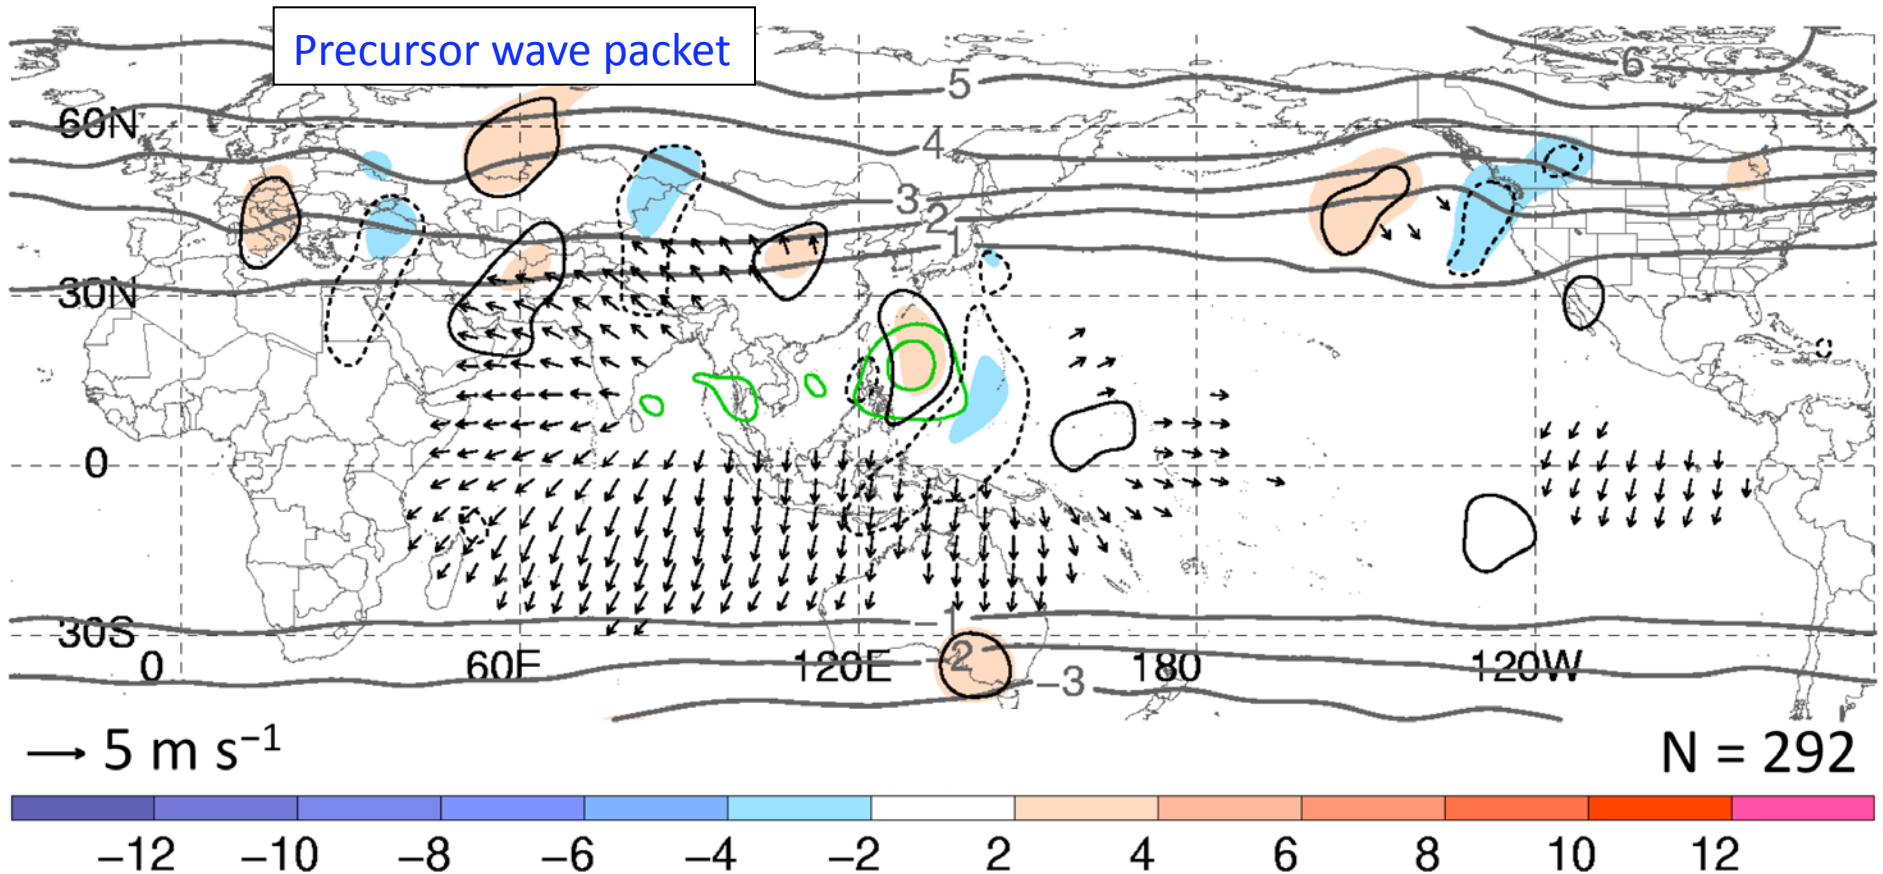 Precursor wave packet
6
5
60N
4
3
2
1
30N
0
−1
30S
−2
0 60E 120E 180 120W
−3
5 m s⁻¹
N = 292
−12 −10 −8 −6 −4 −2 2 4 6 8 10 12